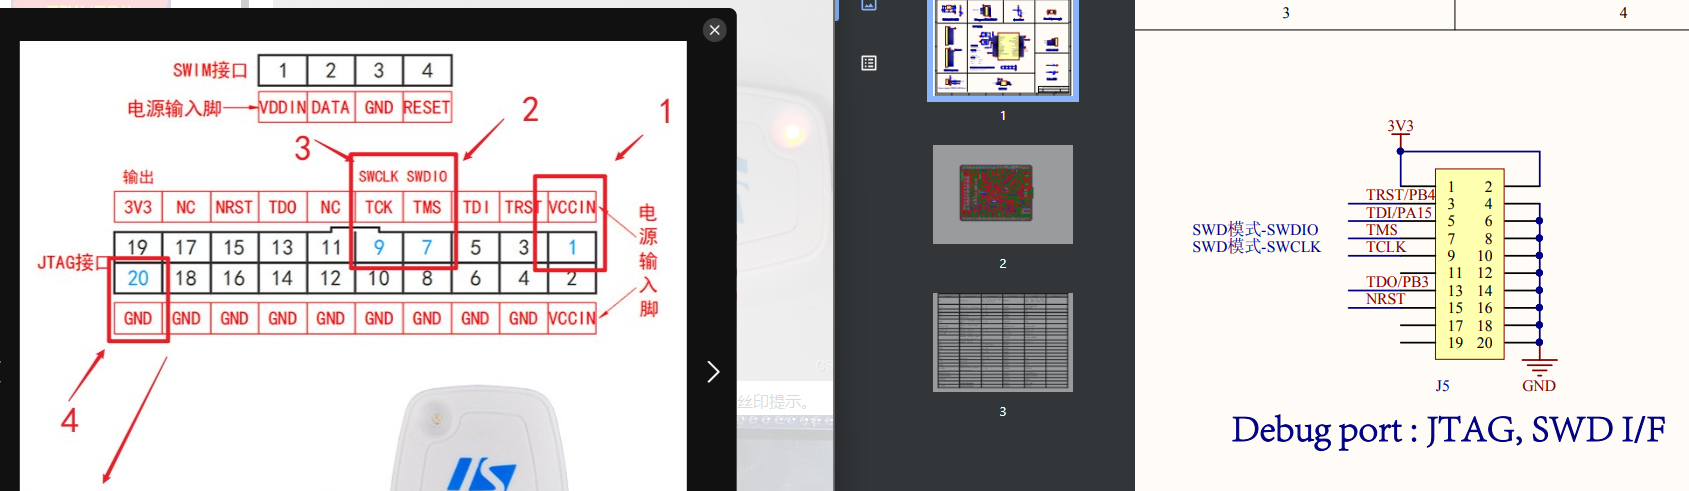 SWIM接口 1 2 3 4
电源输入脚 VDDIN DATA GND RESET
3 2 1
输出 SWCLK SWDIO
3V3 NC NRST TDO NC TCK TMS TDI TRST VCCIN
19 17 15 13 11 9 7 5 3 1
JTAG接口
20 18 16 14 12 10 8 6 4 2
GND GND GND GND GND GND GND GND GND VCCIN
电源输入脚
4
丝印提示。
1
2
3
3 4
3V3
1 2
TRST/PB4 3 4
TDI/PA15 5 6
SWD模式-SWDIO TMS 7 8
SWD模式-SWCLK TCLK 9 10
11 12
TDO/PB3 13 14
NRST 15 16
17 18
19 20
J5 GND
Debug port : JTAG, SWD I/F